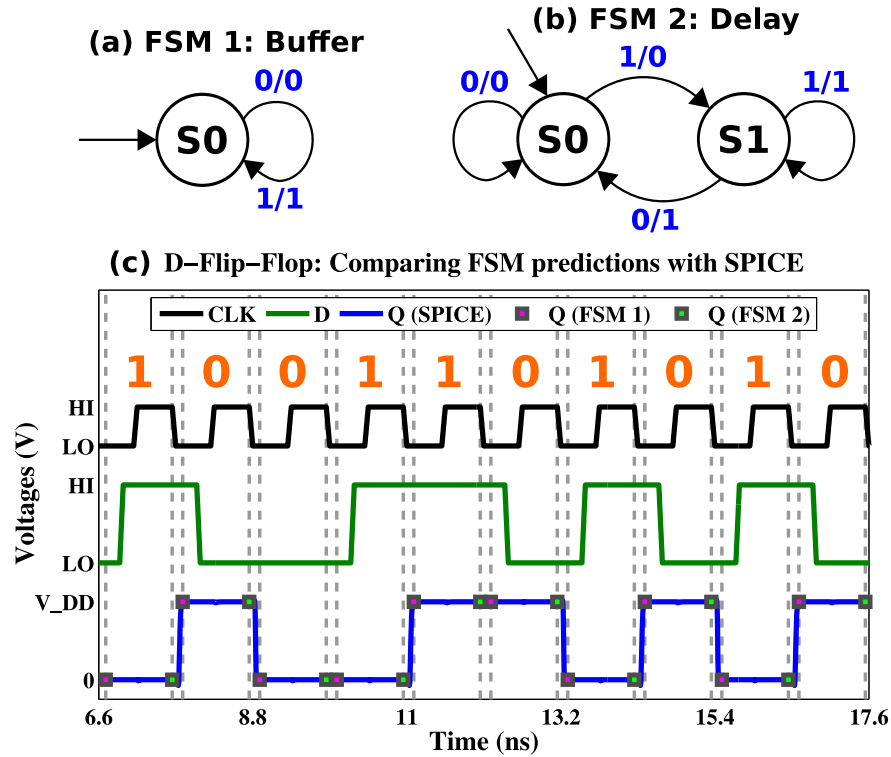 (a) FSM 1: Buffer
(b) FSM 2: Delay
0/0
S0
1/1
0/0
1/0
1/1
S0
S1
0/1
(c) D−Flip−Flop: Comparing FSM predictions with SPICE
CLK D Q (SPICE) Q (FSM 1) Q (FSM 2)
1 0 0 1 1 0 1 0 1 0
HI
LO
HI
LO
V_DD
0
Voltages (V)
6.6 8.8 11 13.2 15.4 17.6
Time (ns)